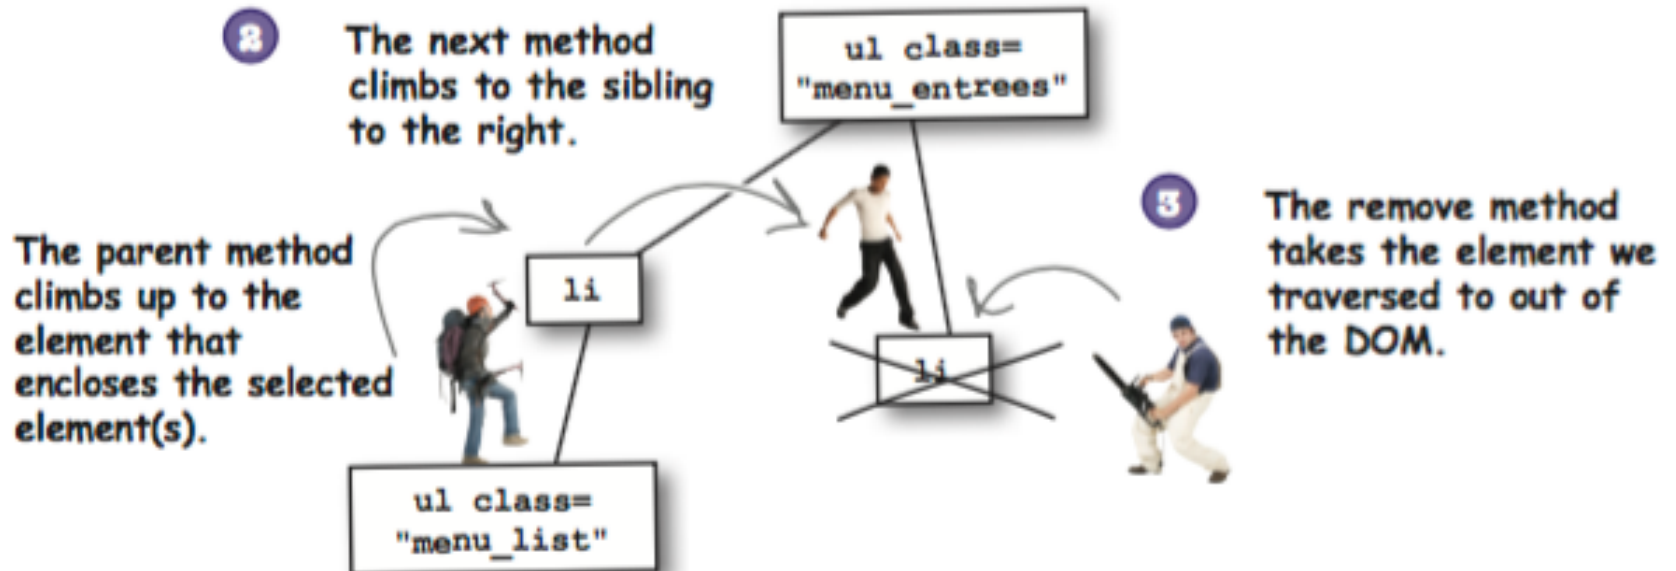 2
The next method
climbs to the sibling
to the right.
ul class=
"menu_entrees"
3
The remove method
takes the element we
traversed to out of
the DOM.
The parent method
climbs up to the
element that
encloses the selected
element(s).
li
li
ul class=
"menu_list"